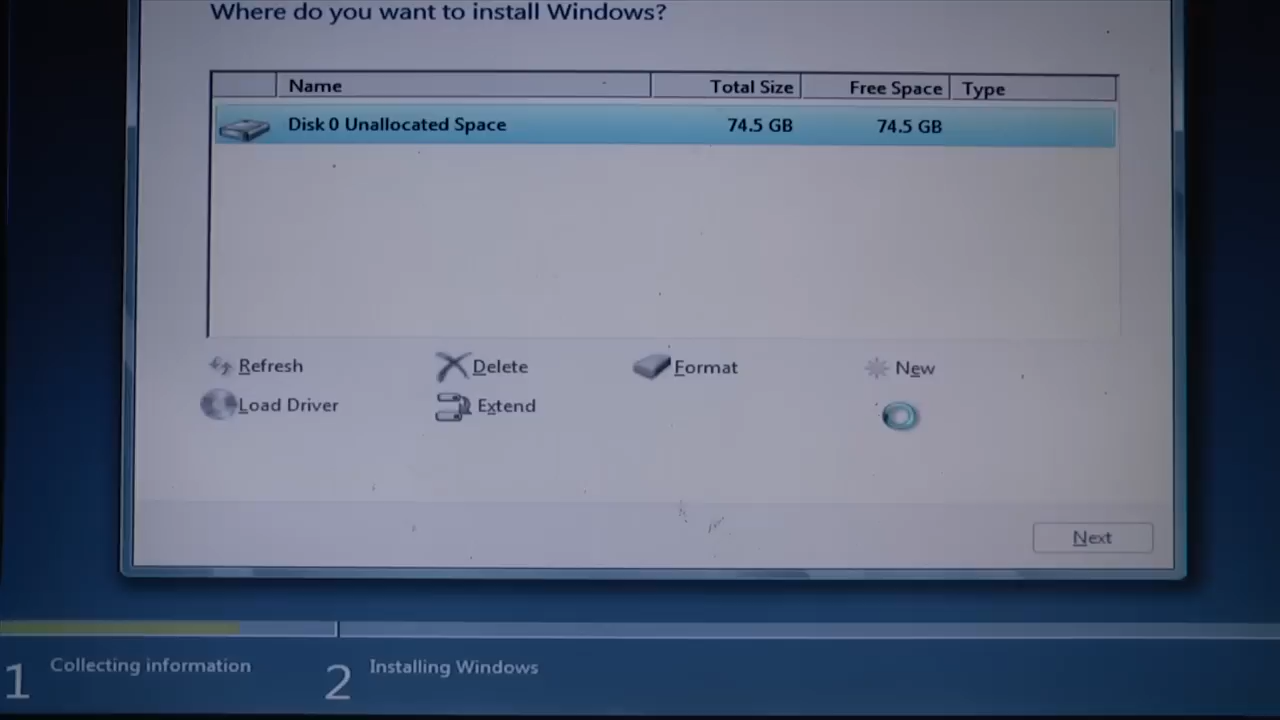 Where do you want to install Windows?
Name Total Size Free Space Type
Disk 0 Unallocated Space 74.5 GB 74.5 GB
Refresh Delete Format New
Load Driver Extend
Next
1 Collecting information 2 Installing Windows